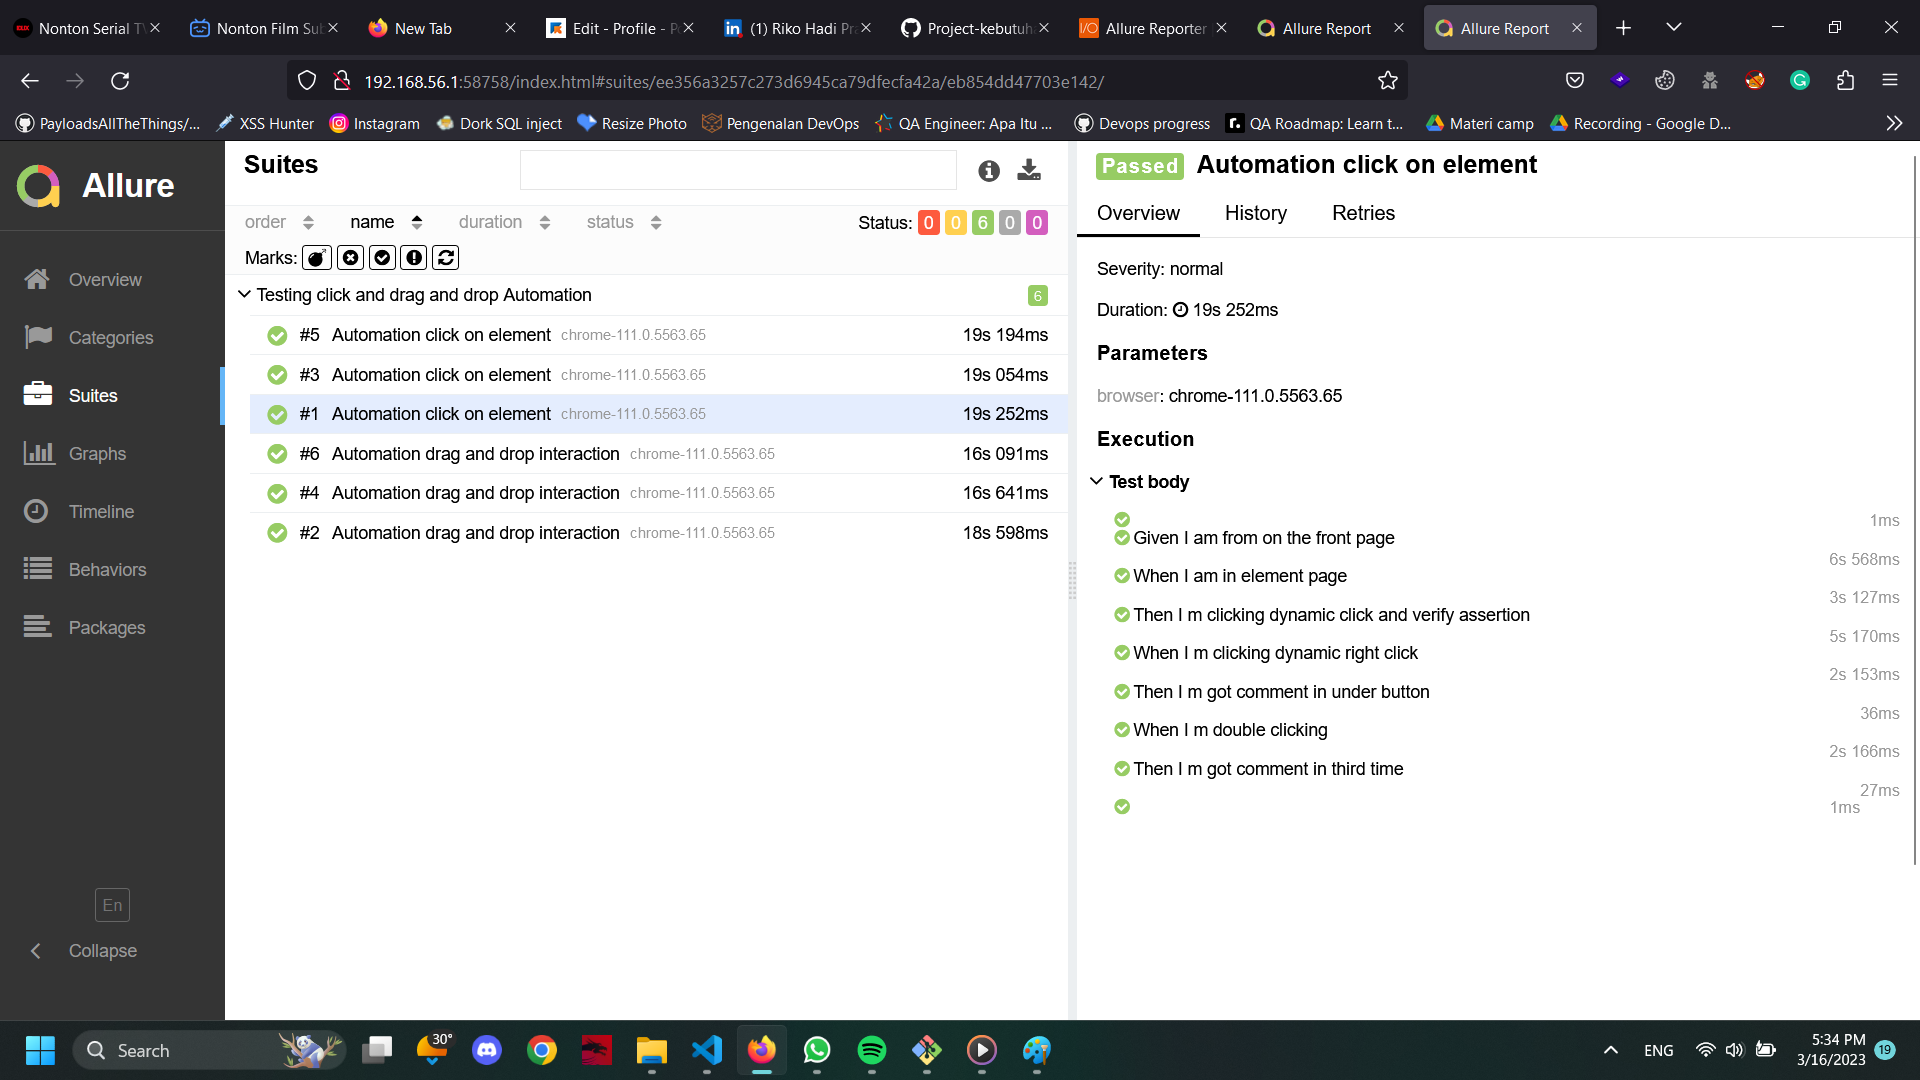 Nonton Serial TV
Nonton Film Sub
New Tab
Edit - Profile - Po
(1) Riko Hadi Pra
Project-kebutuha
Allure Reporter
Allure Report
Allure Report
192.168.56.1:58758/index.html#suites/ee356a3257c273d6945ca79dfecfa42a/eb854dd47703e142/
PayloadsAllTheThings/...
XSS Hunter
Instagram
Dork SQL inject
Resize Photo
Pengenalan DevOps
QA Engineer: Apa Itu ...
Devops progress
QA Roadmap: Learn t...
Materi camp
Recording - Google D...
Allure
Overview
Categories
Suites
Graphs
Timeline
Behaviors
Packages
En
Collapse
Suites
order name duration status
Status: 0 0 6 0 0
Marks:
Testing click and drag and drop Automation 6
#5 Automation click on element chrome-111.0.5563.65 19s 194ms
#3 Automation click on element chrome-111.0.5563.65 19s 054ms
#1 Automation click on element chrome-111.0.5563.65 19s 252ms
#6 Automation drag and drop interaction chrome-111.0.5563.65 16s 091ms
#4 Automation drag and drop interaction chrome-111.0.5563.65 16s 641ms
#2 Automation drag and drop interaction chrome-111.0.5563.65 18s 598ms
Passed Automation click on element
Overview History Retries
Severity: normal
Duration: 19s 252ms
Parameters
browser: chrome-111.0.5563.65
Execution
Test body
1ms
Given I am from on the front page
6s 568ms
When I am in element page
3s 127ms
Then I m clicking dynamic click and verify assertion
5s 170ms
When I m clicking dynamic right click
2s 153ms
Then I m got comment in under button
36ms
When I m double clicking
2s 166ms
Then I m got comment in third time
27ms
1ms
Search
30°
ENG
5:34 PM
3/16/2023
19